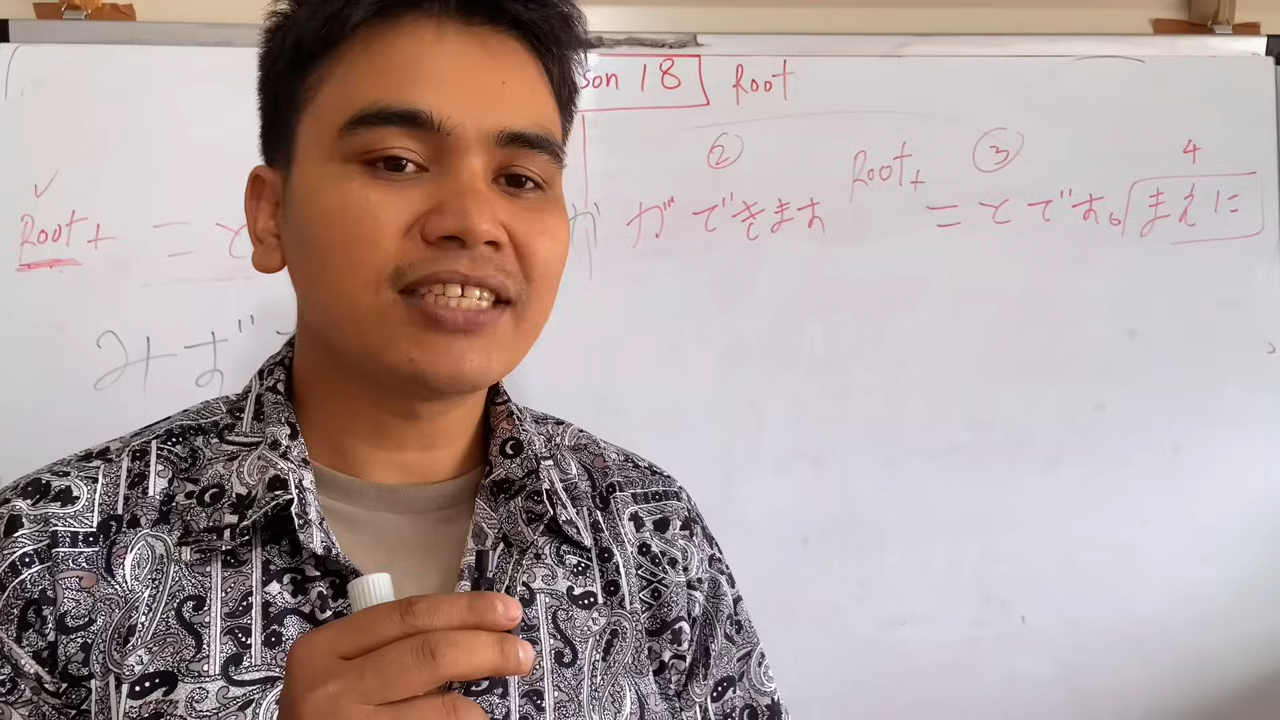 son 18 Root
② Root+ ③ 4
✓
Root+ こと が ができます ことです。 まえに
みず